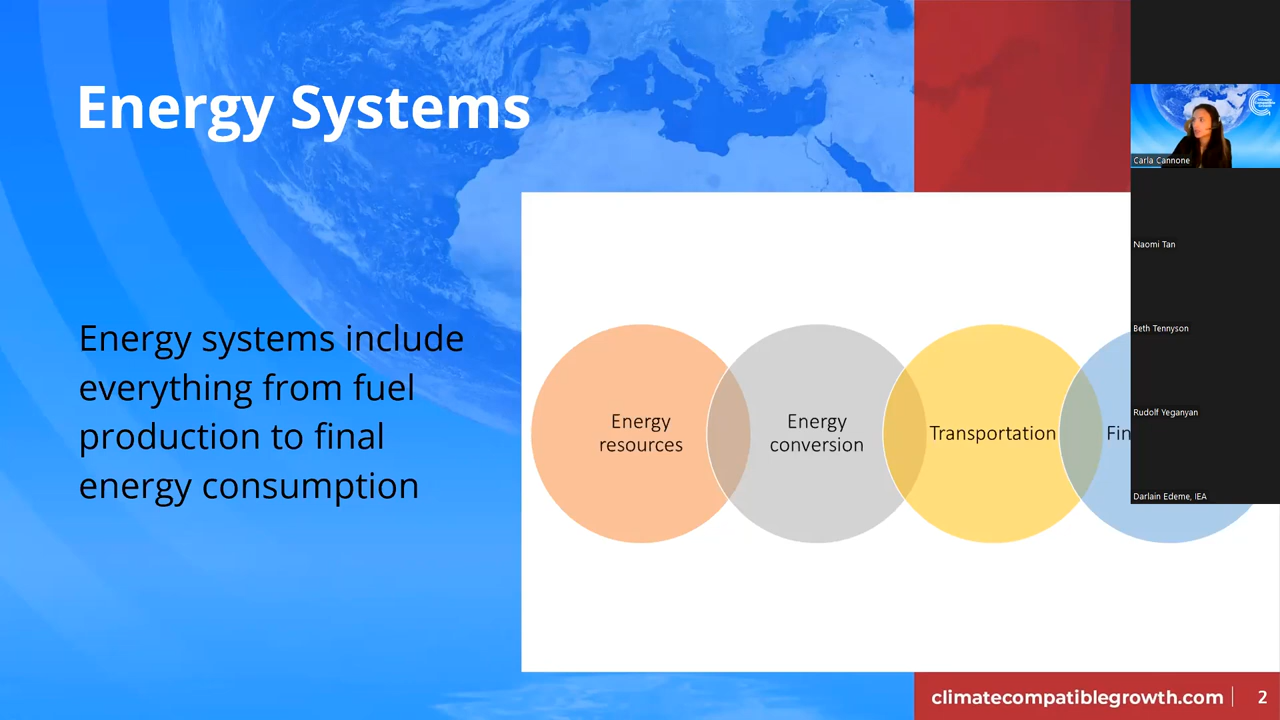 Energy Systems
Energy systems include
everything from fuel
production to final
energy consumption
Energy
resources
Energy
conversion
Transportation
Fin
Carla Cannone
Naomi Tan
Beth Tennyson
Rudolf Yeganyan
Darlain Edeme, IEA
climatecompatiblegrowth.com
2